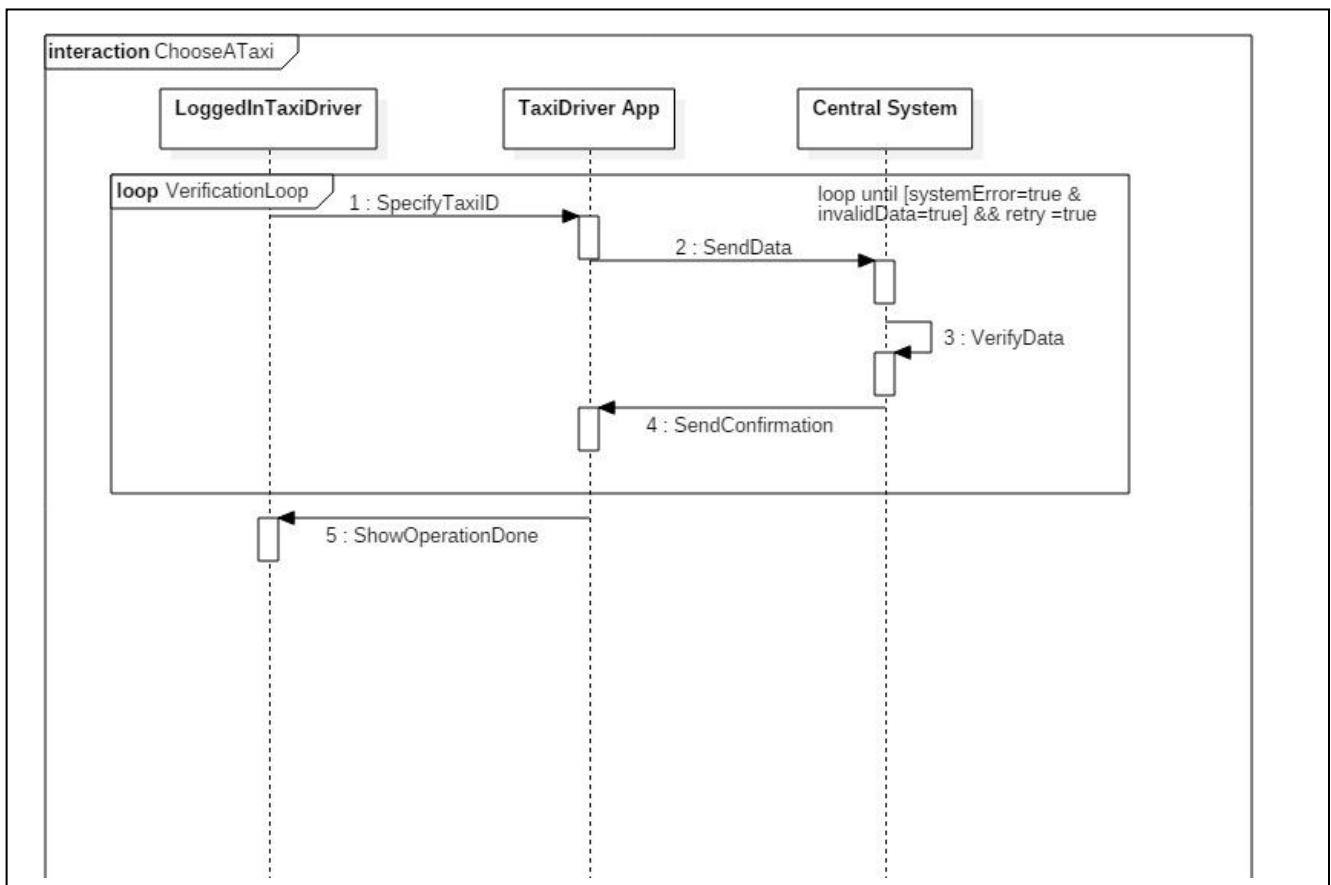 interaction ChooseATaxi
LoggedInTaxiDriver
TaxiDriver App
Central System
loop VerificationLoop
loop until [systemError=true &
invalidData=true] && retry =true
1 : SpecifyTaxiID
2 : SendData
3 : VerifyData
4 : SendConfirmation
5 : ShowOperationDone